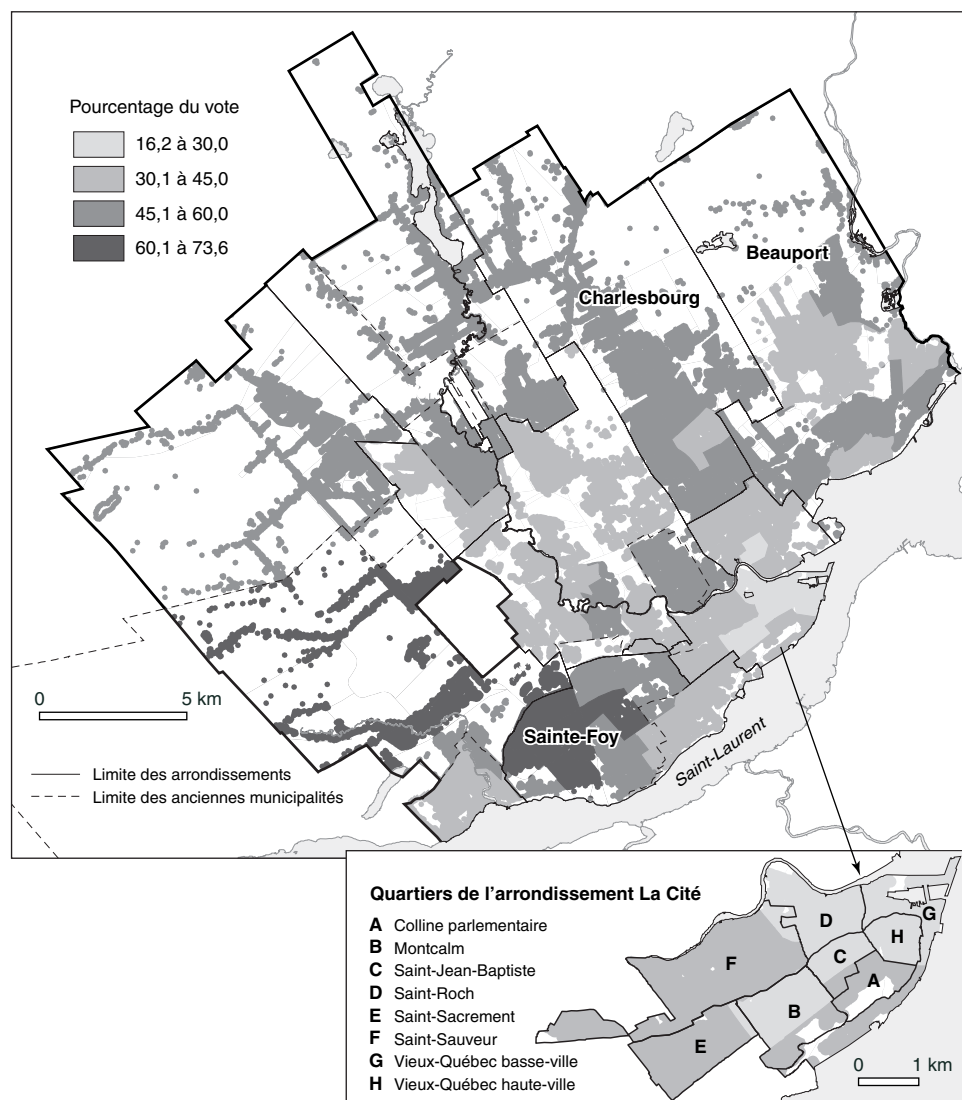 Pourcentage du vote
16,2 à 30,0
30,1 à 45,0
45,1 à 60,0
60,1 à 73,6
Beauport
Charlesbourg
Sainte-Foy
Saint-Laurent
0 5 km
Limite des arrondissements
Limite des anciennes municipalités
Quartiers de l'arrondissement La Cité
A Colline parlementaire
B Montcalm
C Saint-Jean-Baptiste
D Saint-Roch
E Saint-Sacrement
F Saint-Sauveur
G Vieux-Québec basse-ville
H Vieux-Québec haute-ville
D
G
H
C
F
A
B
E
0 1 km